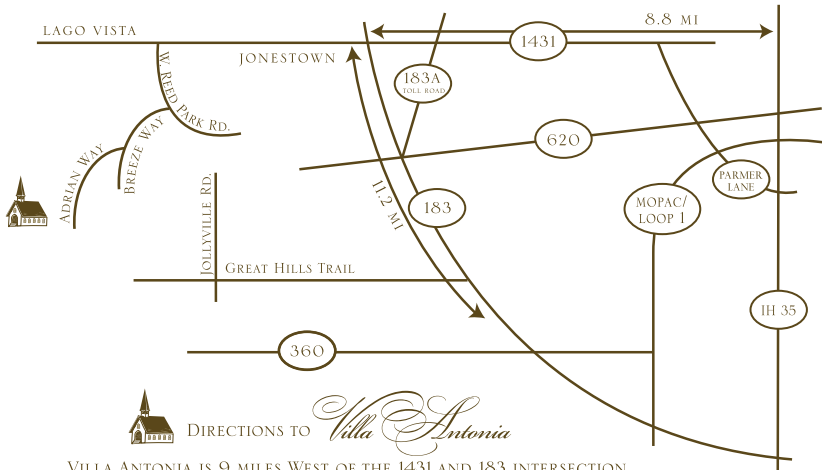 LAGO VISTA
8.8 MI
1431
JONESTOWN
W. REED PARK RD.
183A
TOLL ROAD
BREEZE WAY
620
ADRIAN WAY
PARMER
LANE
JOLLYVILLE RD.
11.2 MI
183
MOPAC/
LOOP 1
GREAT HILLS TRAIL
IH 35
360
DIRECTIONS TO Villa Antonia
VILLA ANTONIA IS 9 MILES WEST OF THE 1431 AND 183 INTERSECTION